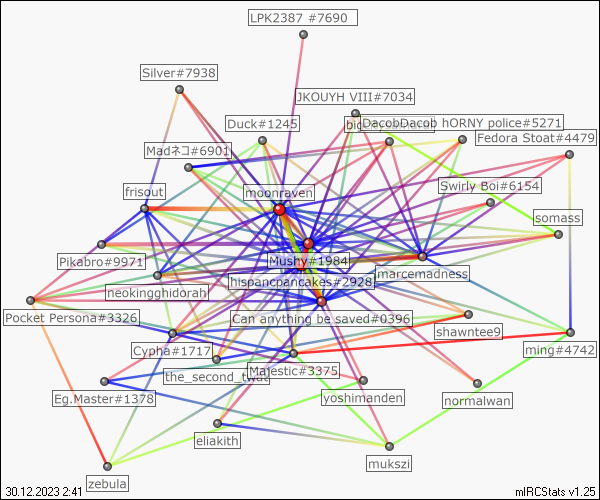 LPK2387 #7690
Silver#7938
JKOUYH VIII#7034
Duck#1245
DacobDacob hORNY police#5271
Fedora Stoat#4479
Madネコ#6901
frisout
moonraven
Swirly Boi#6154
somass
Pikabro#9971
Mushy#1984
marcemadness
neokingghidorah
hispancpancakes#2928
Pocket Persona#3326
Can anything be saved#0396
shawntee9
Cypha#1717
ming#4742
Majestic#3375
Eg.Master#1378
yoshimanden
normalwan
eliakith
mukszi
zebula
30.12.2023 2:41
mIRCStats v1.25